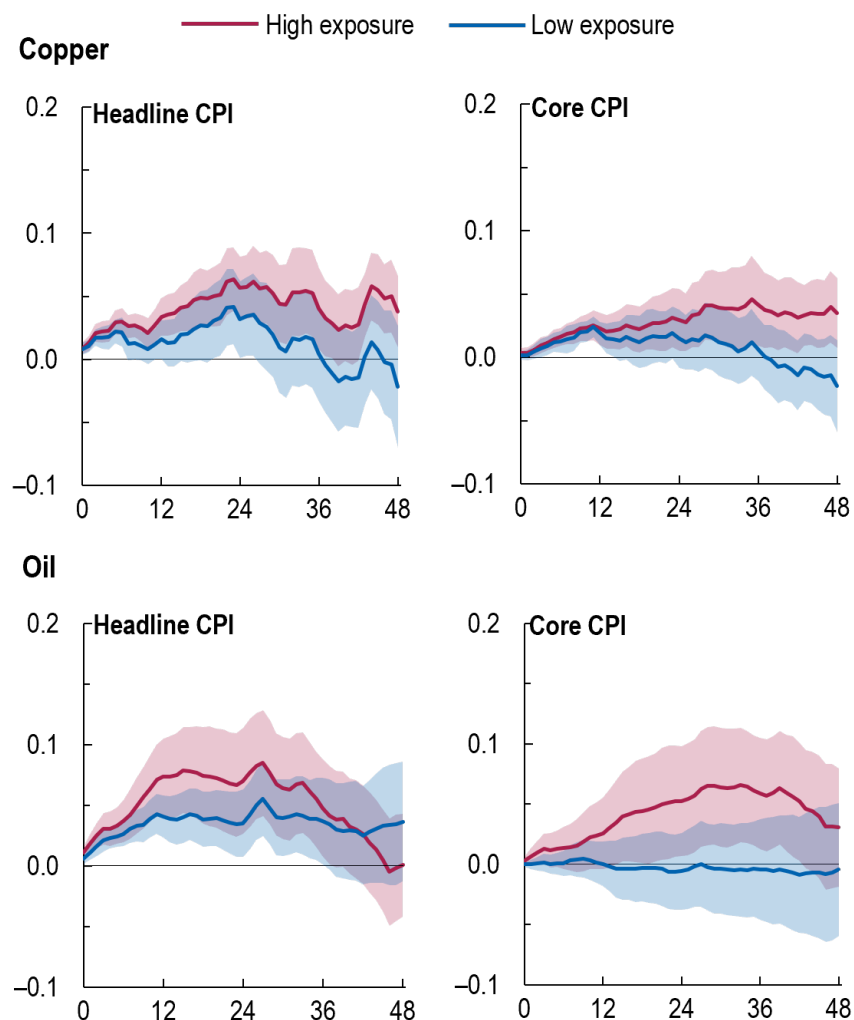 High exposure
Low exposure
Copper
Headline CPI
0.2
0.1
0.0
–0.1
0 12 24 36 48
Core CPI
0.2
0.1
0.0
–0.1
0 12 24 36 48
Oil
Headline CPI
0.2
0.1
0.0
–0.1
0 12 24 36 48
Core CPI
0.2
0.1
0.0
–0.1
0 12 24 36 48